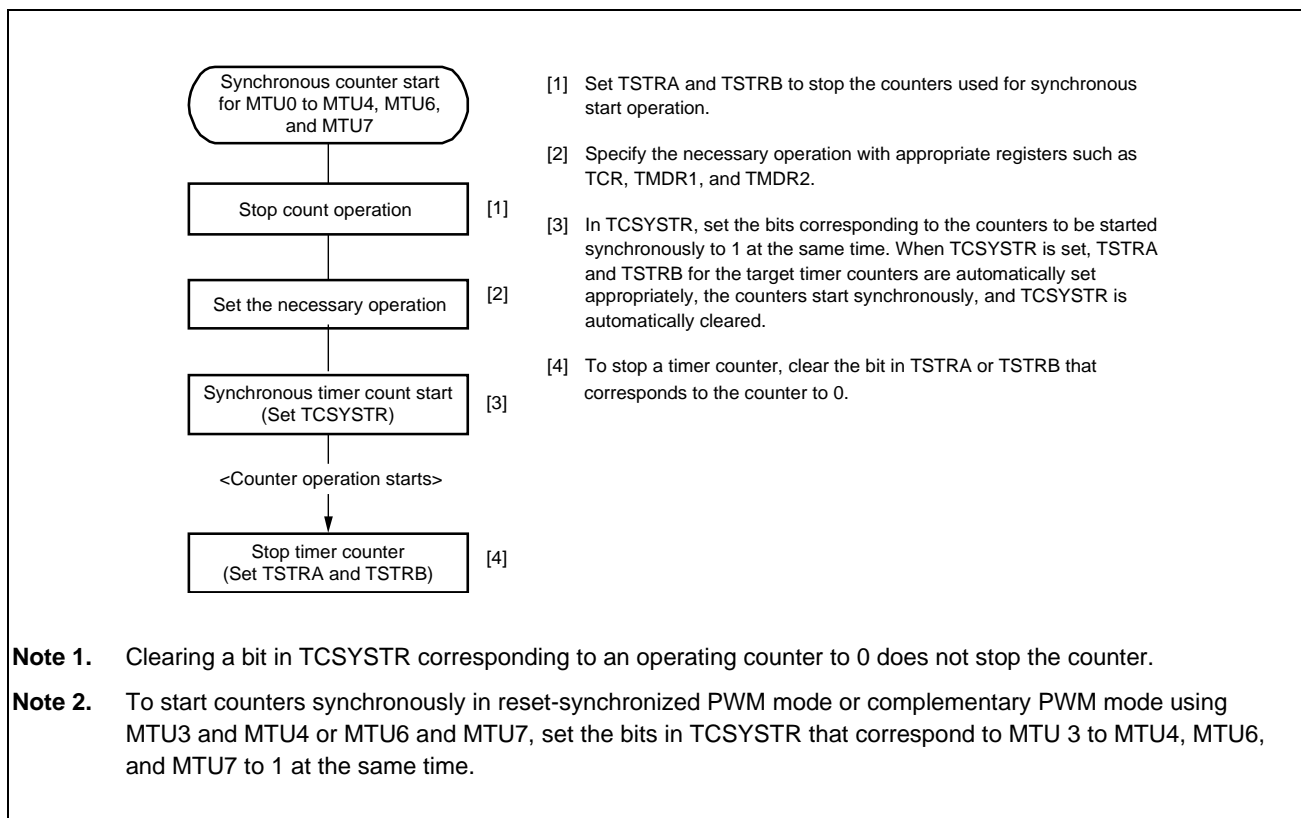 Synchronous counter start
for MTU0 to MTU4, MTU6,
and MTU7
Stop count operation
[1]
Set the necessary operation
[2]
Synchronous timer count start
(Set TCSYSTR)
[3]
<Counter operation starts>
Stop timer counter
(Set TSTRA and TSTRB)
[4]
[1] Set TSTRA and TSTRB to stop the counters used for synchronous
start operation.
[2] Specify the necessary operation with appropriate registers such as
TCR, TMDR1, and TMDR2.
[3] In TCSYSTR, set the bits corresponding to the counters to be started
synchronously to 1 at the same time. When TCSYSTR is set, TSTRA
and TSTRB for the target timer counters are automatically set
appropriately, the counters start synchronously, and TCSYSTR is
automatically cleared.
[4] To stop a timer counter, clear the bit in TSTRA or TSTRB that
corresponds to the counter to 0.
Note 1. Clearing a bit in TCSYSTR corresponding to an operating counter to 0 does not stop the counter.
Note 2. To start counters synchronously in reset-synchronized PWM mode or complementary PWM mode using
MTU3 and MTU4 or MTU6 and MTU7, set the bits in TCSYSTR that correspond to MTU 3 to MTU4, MTU6,
and MTU7 to 1 at the same time.